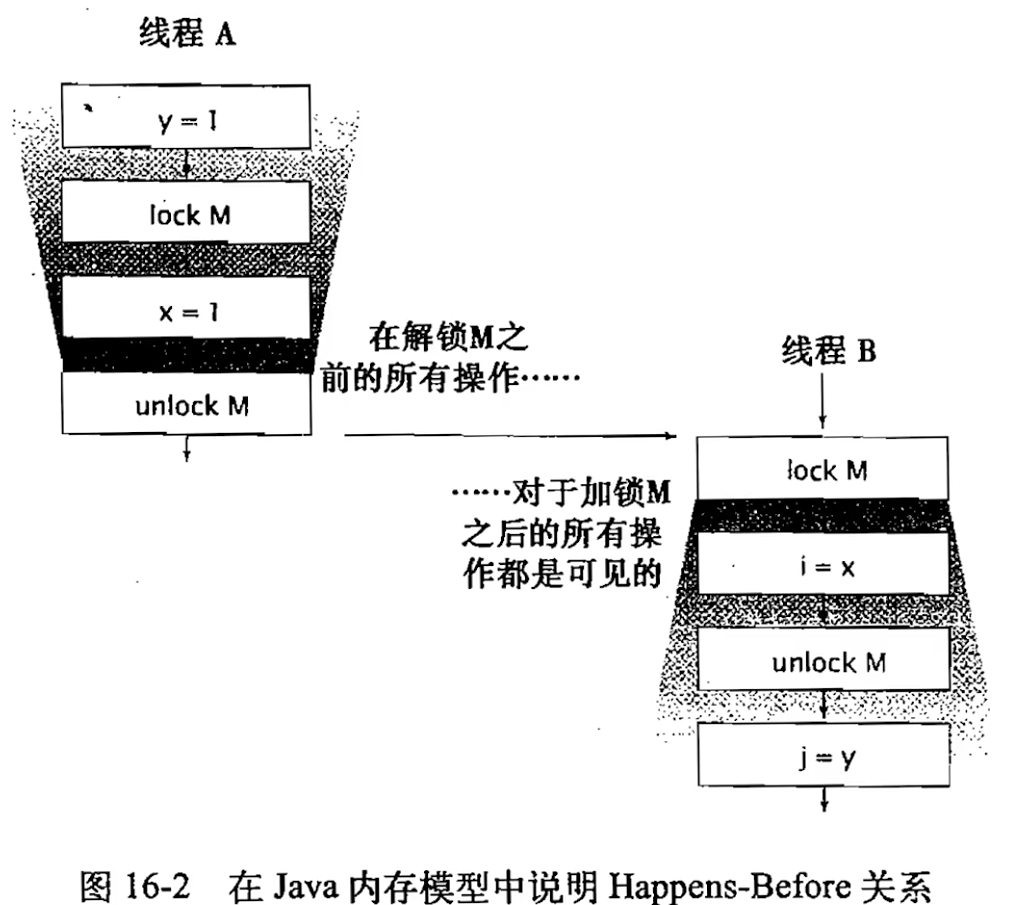 线程 A
y = 1
lock M
x = 1
unlock M
在解锁M之
前的所有操作……
线程 B
lock M
……对于加锁M
之后的所有操
作都是可见的
i = x
unlock M
j = y
图 16-2 在 Java 内存模型中说明 Happens-Before 关系